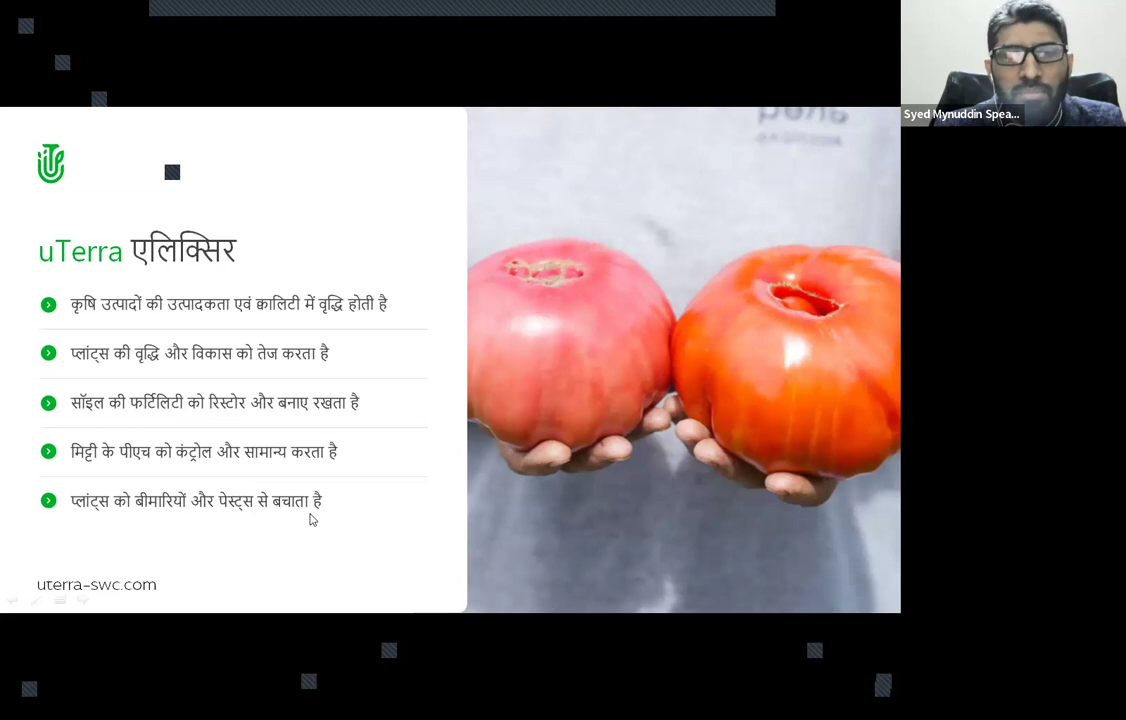 Syed Mynuddin Spea...
uTerra एलिक्सिर
कृषि उत्पादों की उत्पादकता एवं क्वालिटी में वृद्धि होती है
प्लांट्स की वृद्धि और विकास को तेज करता है
सॉइल की फर्टिलिटी को रिस्टोर और बनाए रखता है
मिट्टी के पीएच को कंट्रोल और सामान्य करता है
प्लांट्स को बीमारियों और पेस्ट्स से बचाता है
uterra-swc.com